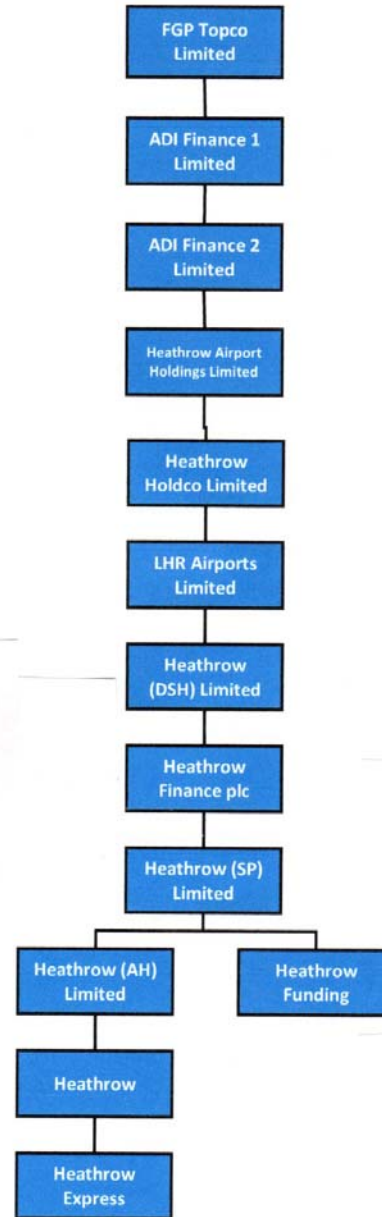 FGP Topco
Limited
ADI Finance 1
Limited
ADI Finance 2
Limited
Heathrow Airport
Holdings Limited
Heathrow
Holdco Limited
LHR Airports
Limited
Heathrow
(DSH) Limited
Heathrow
Finance plc
Heathrow (SP)
Limited
Heathrow (AH)
Limited
Heathrow
Funding
Heathrow
Heathrow
Express